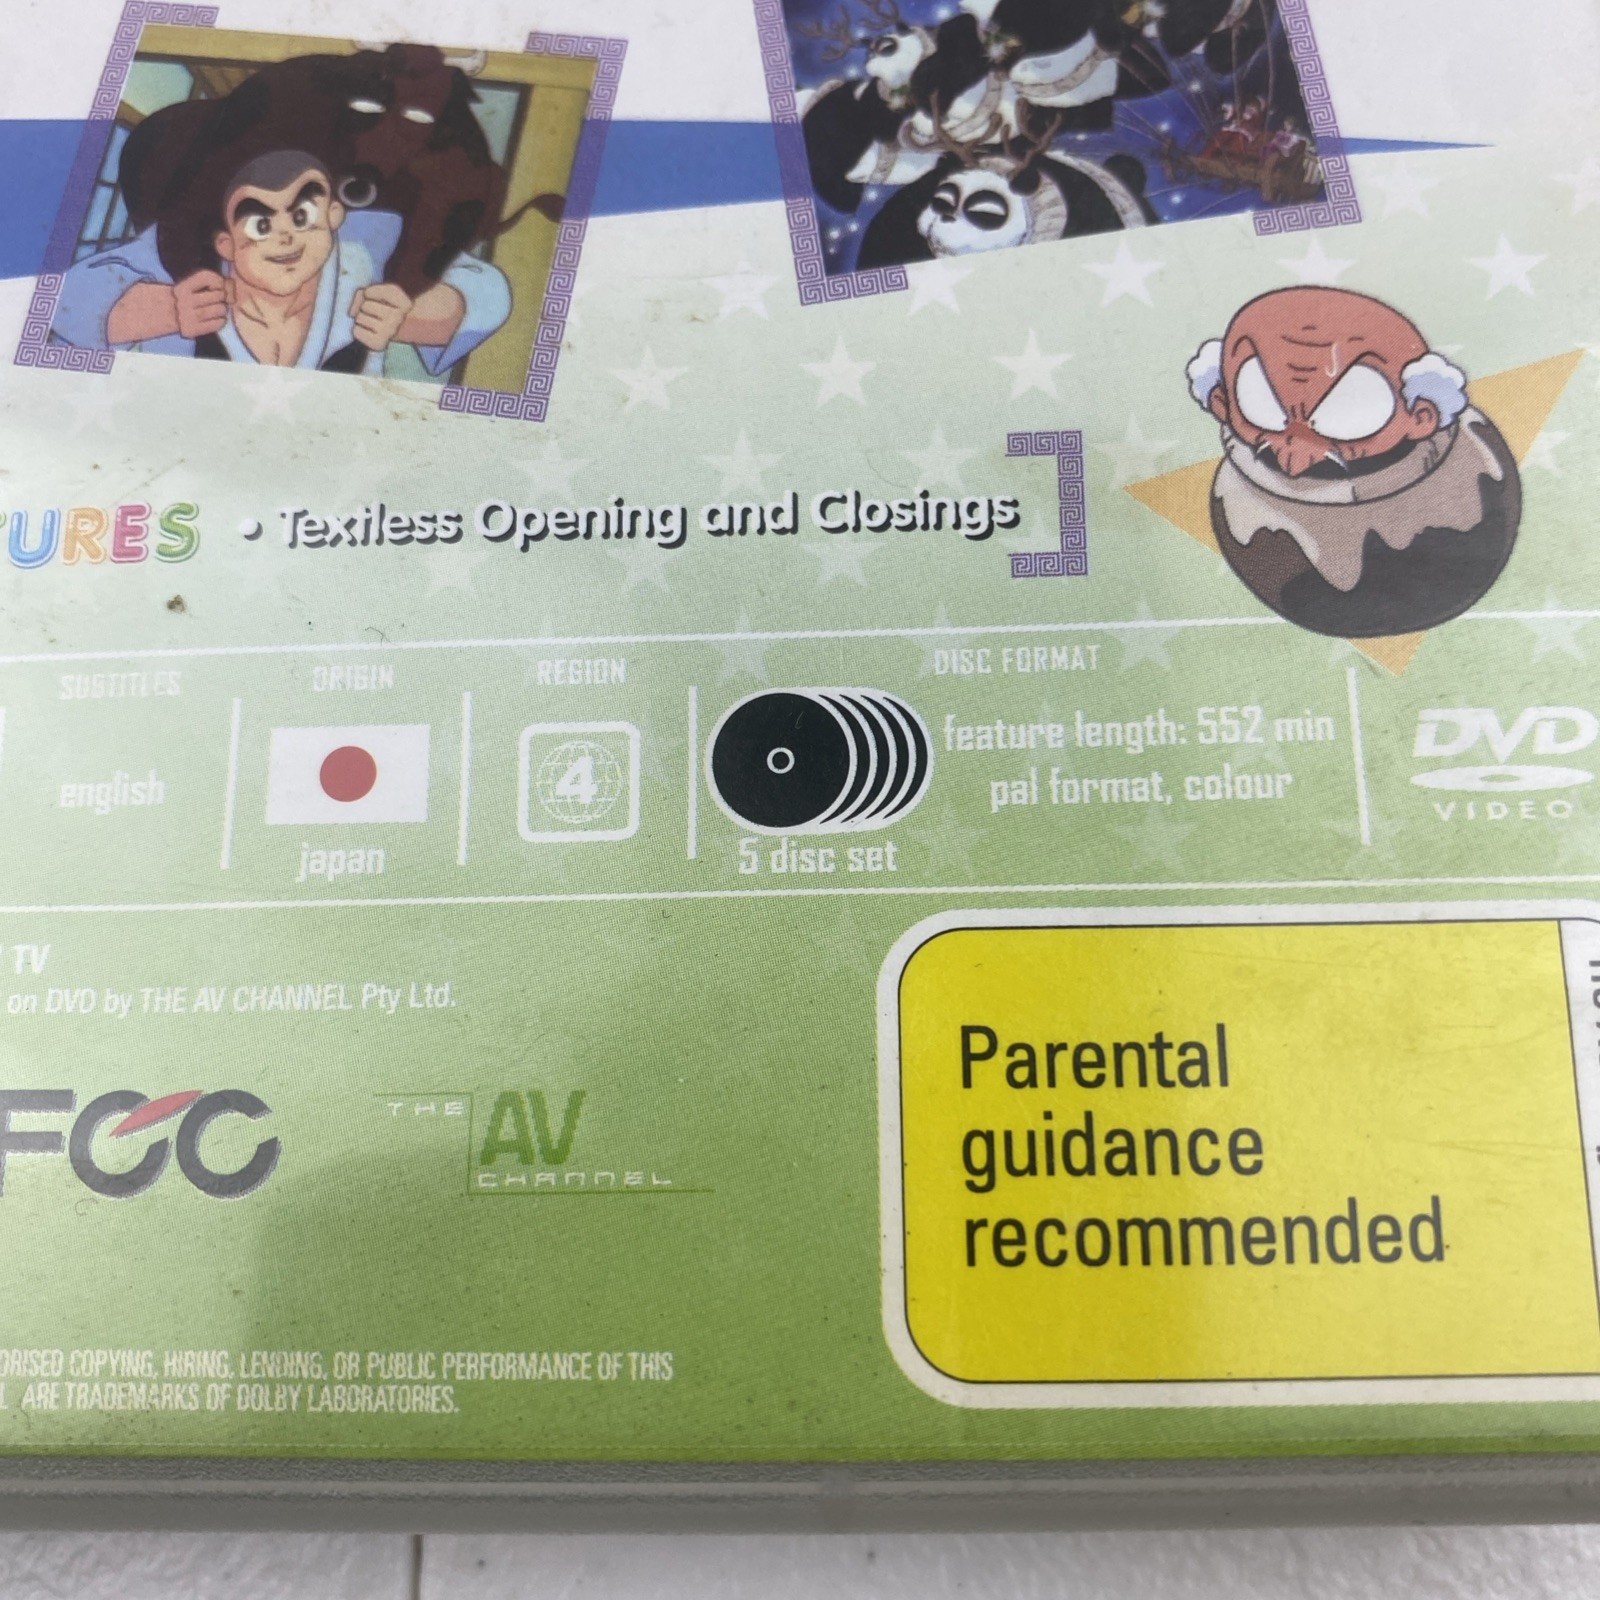 TURES • Textless Opening and Closings
SUBTITLES
ORIGIN
REGION
DISC FORMAT
english
japan
4
5 disc set
feature length: 552 min
pal format, colour
DVD
VIDEO
TV
on DVD by THE AV CHANNEL Pty Ltd.
THE AV
CHANNEL
Parental
guidance
recommended
ORISED COPYING, HIRING, LENDING, OR PUBLIC PERFORMANCE OF THIS
ARE TRADEMARKS OF DOLBY LABORATORIES.